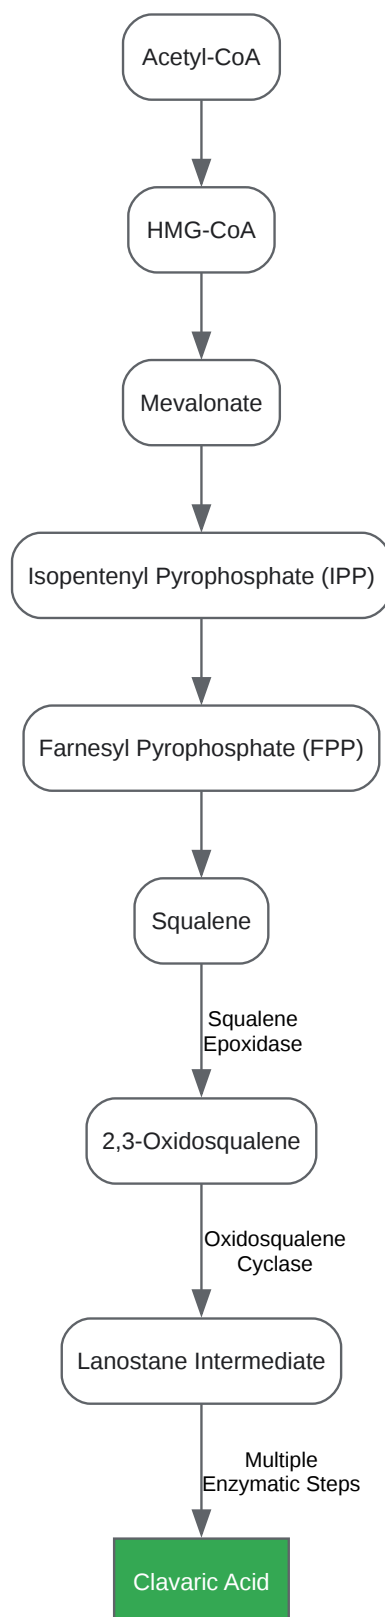 Acetyl-CoA
HMG-CoA
Mevalonate
Isopentenyl Pyrophosphate (IPP)
Farnesyl Pyrophosphate (FPP)
Squalene
Squalene
Epoxidase
2,3-Oxidosqualene
Oxidosqualene
Cyclase
Lanostane Intermediate
Multiple
Enzymatic Steps
Clavaric Acid